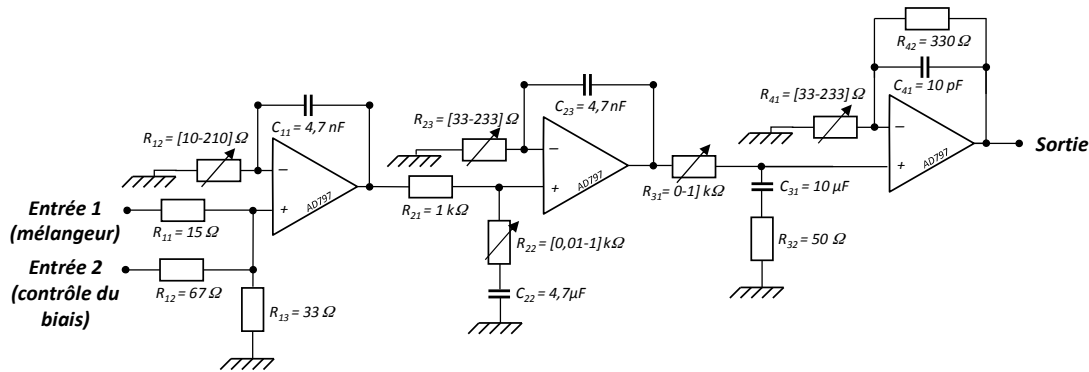 R42 = 330 Ω
C41 = 10 pF
R41 = [33-233] Ω
R23 = [33-233] Ω
C23 = 4,7 nF
R12 = [10-210] Ω
C11 = 4,7 nF
−
+
AD797
−
+
AD797
−
+
AD797
Sortie
R31 = 0-1] kΩ
C31 = 10 µF
R32 = 50 Ω
R21 = 1 kΩ
R22 = [0,01-1] kΩ
C22 = 4,7µF
Entrée 1
(mélangeur)
R11 = 15 Ω
Entrée 2
(contrôle du
biais)
R12 = 67 Ω
R13 = 33 Ω